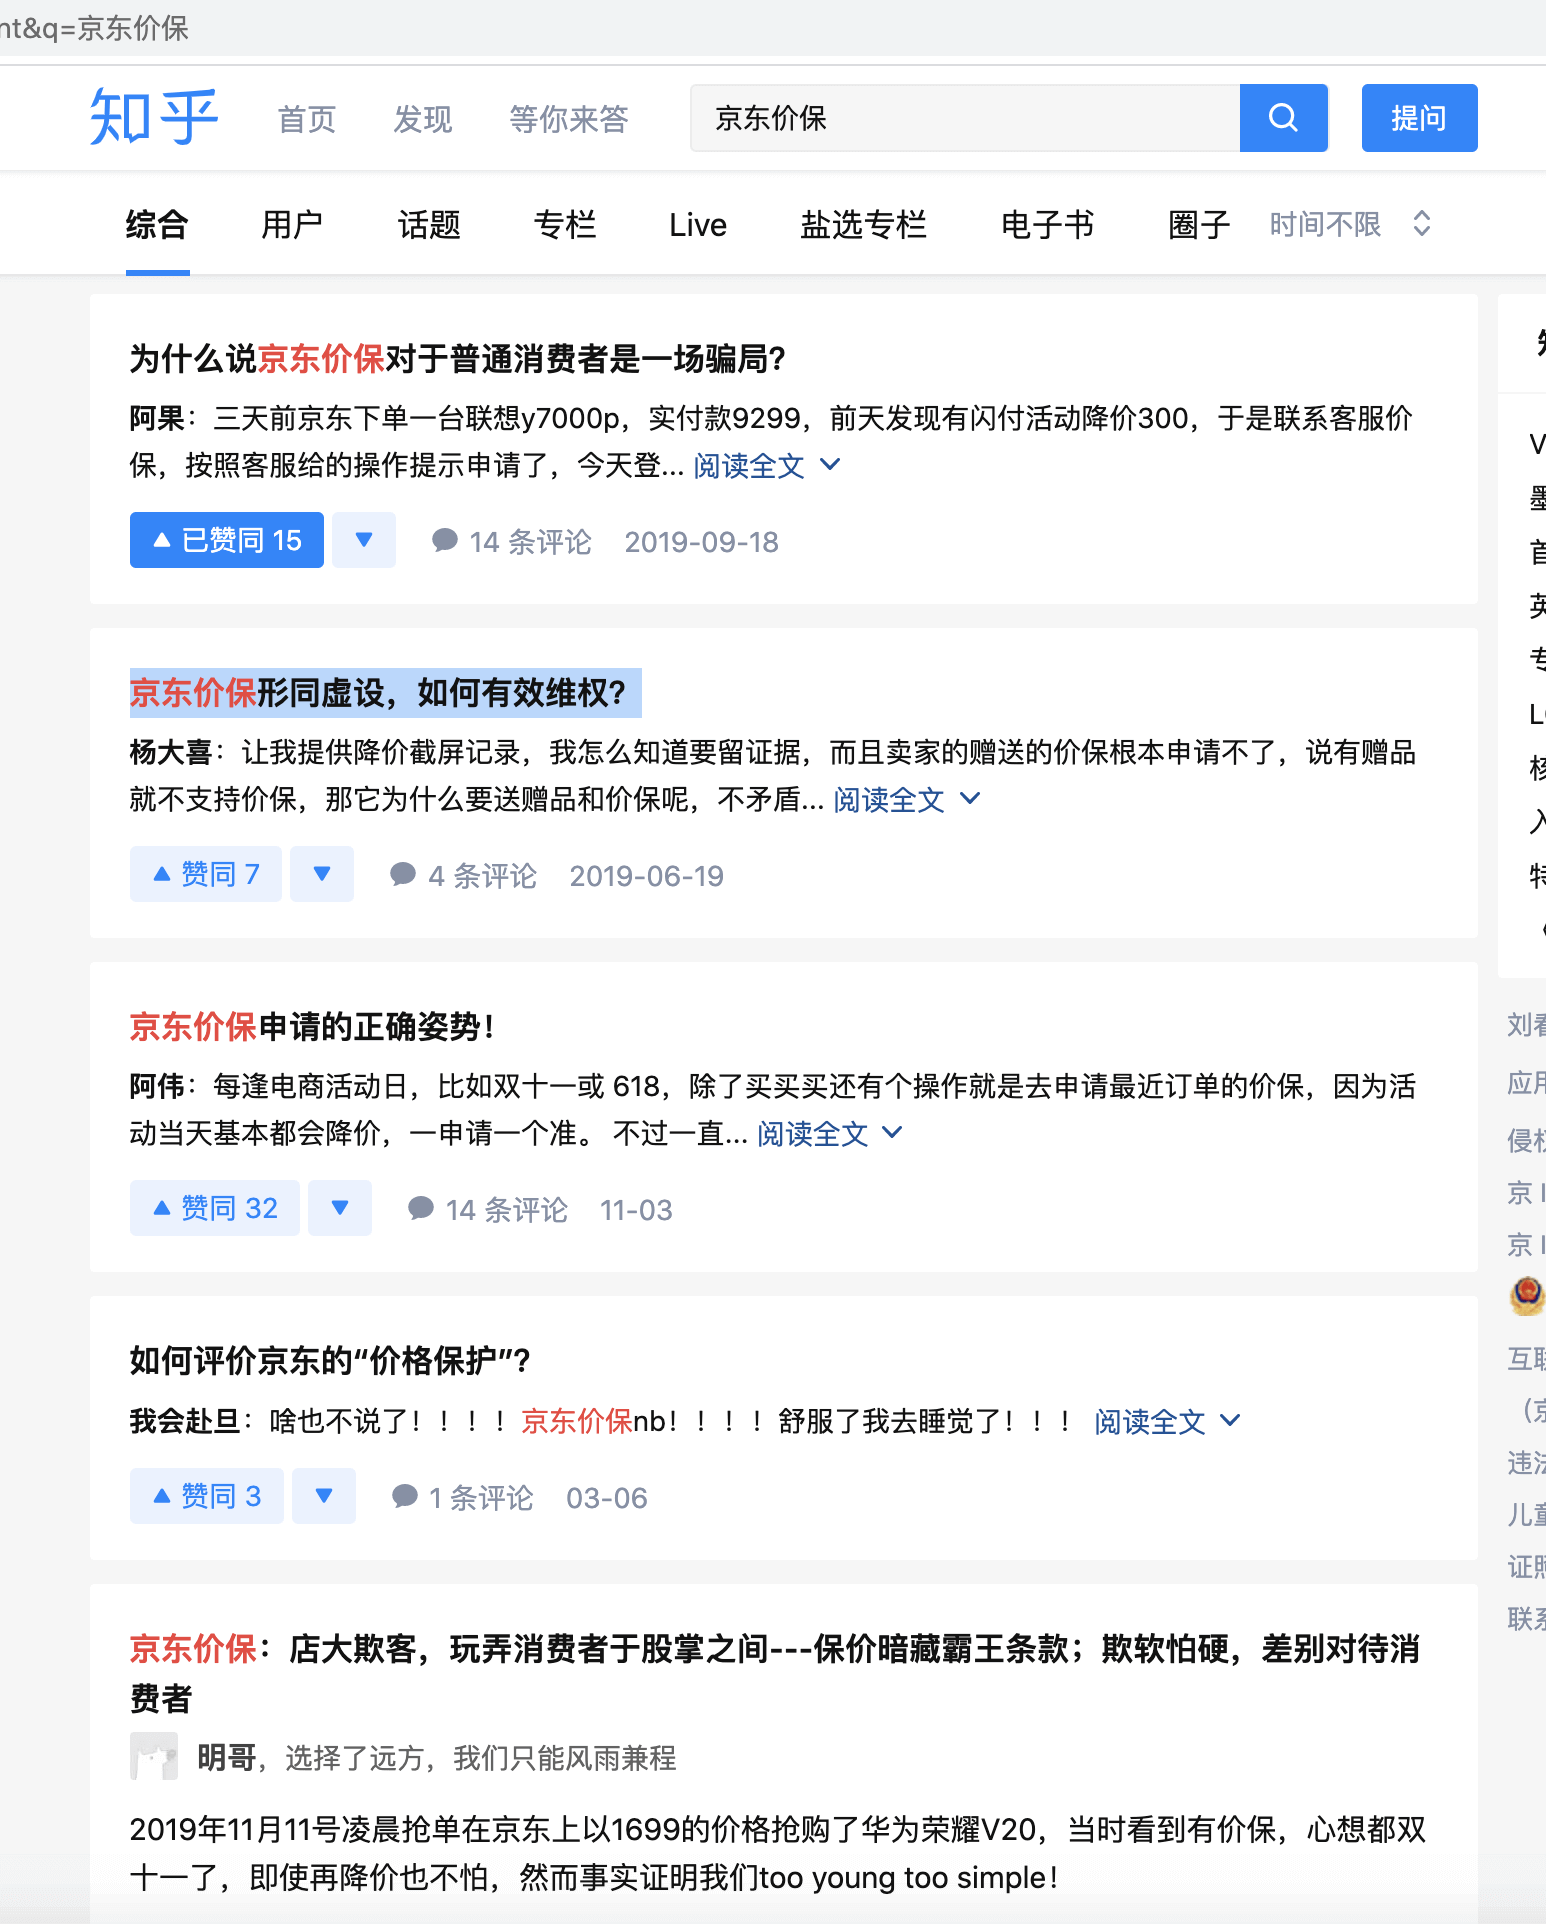 nt&q=京东价保
知乎 首页 发现 等你来答 京东价保 提问
综合 用户 话题 专栏 Live 盐选专栏 电子书 圈子 时间不限
为什么说京东价保对于普通消费者是一场骗局?
阿果：三天前京东下单一台联想y7000p，实付款9299，前天发现有闪付活动降价300，于是联系客服价
保，按照客服给的操作提示申请了，今天登... 阅读全文
已赞同 15 14 条评论 2019-09-18
京东价保形同虚设，如何有效维权？
杨大喜：让我提供降价截屏记录，我怎么知道要留证据，而且卖家的赠送的价保根本申请不了，说有赠品
就不支持价保，那它为什么要送赠品和价保呢，不矛盾... 阅读全文
赞同 7 4 条评论 2019-06-19
京东价保申请的正确姿势！
阿伟：每逢电商活动日，比如双十一或 618，除了买买买还有个操作就是去申请最近订单的价保，因为活
动当天基本都会降价，一申请一个准。 不过一直... 阅读全文
赞同 32 14 条评论 11-03
如何评价京东的“价格保护”?
我会赴旦：啥也不说了！！！！京东价保nb！！！！舒服了我去睡觉了！！！ 阅读全文
赞同 3 1 条评论 03-06
京东价保：店大欺客，玩弄消费者于股掌之间---保价暗藏霸王条款；欺软怕硬，差别对待消
费者
明哥，选择了远方，我们只能风雨兼程
2019年11月11号凌晨抢单在京东上以1699的价格抢购了华为荣耀V20，当时看到有价保，心想都双
十一了，即使再降价也不怕，然而事实证明我们too young too simple！
V
墨
首
英
专
核
入
特
刘看
应用
侵权
京 I
京 I
互联
（京
违法
儿童
证照
联系